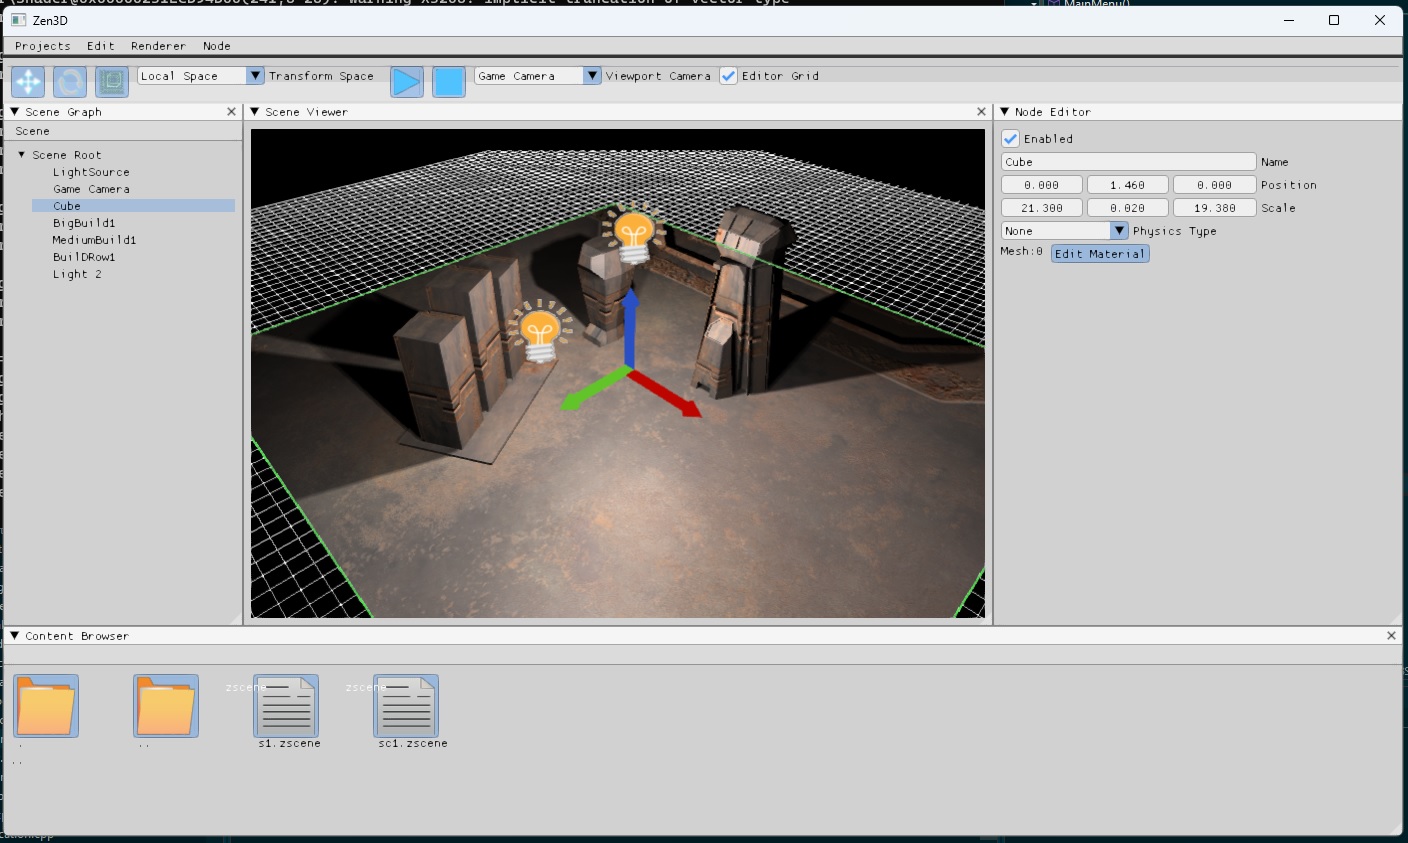 Zen3D
Projects Edit Renderer Node
Local Space Transform Space Game Camera Viewport Camera Editor Grid
Scene Graph
Scene
Scene Root
LightSource
Game Camera
Cube
BigBuild1
MediumBuild1
BuilDRow1
Light 2
Scene Viewer
Node Editor
Enabled
Cube Name
0.000 1.460 0.000 Position
21.300 0.020 19.380 Scale
None Physics Type
Mesh:0 Edit Material
Content Browser
zscene zscene
. .. s1.zscene sc1.zscene
..
MainMenu()